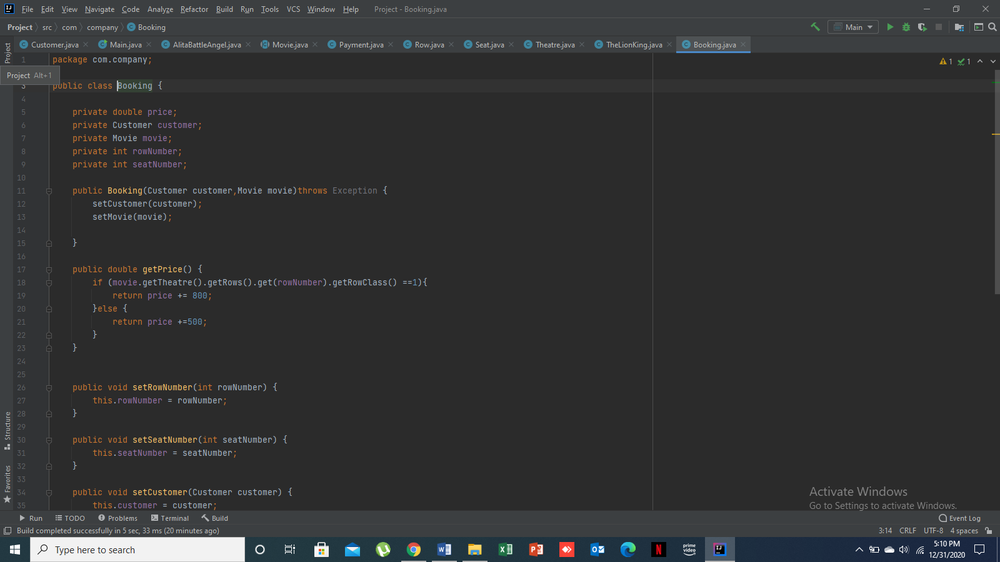 File Edit View Navigate Code Analyze Refactor Build Run Tools VCS Window Help Project - Booking.java
Project src com company Booking Main
Customer.java Main.java AlitaBattleAngel.java Movie.java Payment.java Row.java Seat.java Theatre.java TheLionKing.java Booking.java
Project
1 package com.company;
1 1
Project Alt+1
3 public class Booking {
4
5 private double price;
6 private Customer customer;
7 private Movie movie;
8 private int rowNumber;
9 private int seatNumber;
10
11 public Booking(Customer customer,Movie movie)throws Exception {
12 setCustomer(customer);
13 setMovie(movie);
14
15 }
16
17 public double getPrice() {
18 if (movie.getTheatre().getRows().get(rowNumber).getRowClass() ==1){
19 return price += 800;
20 }else {
21 return price +=500;
22 }
23 }
24
25
26 public void setRowNumber(int rowNumber) {
27 this.rowNumber = rowNumber;
28 }
29
30 public void setSeatNumber(int seatNumber) {
31 this.seatNumber = seatNumber;
32 }
33
34 public void setCustomer(Customer customer) {
35 this.customer = customer;
Structure
Favorites
Activate Windows
Go to Settings to activate Windows.
Run TODO Problems Terminal Build Event Log
Build completed successfully in 5 sec, 33 ms (20 minutes ago) 3:14 CRLF UTF-8 4 spaces
Type here to search prime video 5:10 PM
12/31/2020